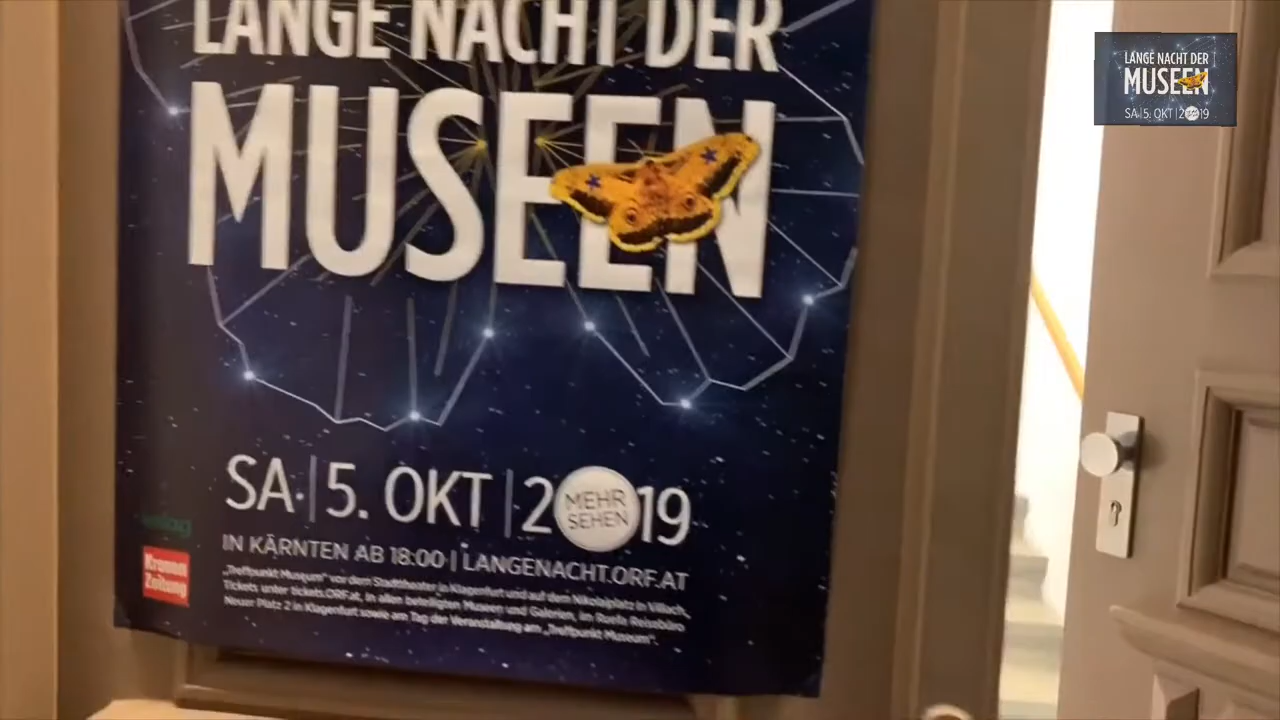 LANGE NACHT DER
MUSEEN
SA. | 5. OKT | 2 MEHR SEHEN 19
IN KÄRNTEN AB 18:00 | LANGENACHT.ORF.AT
„Treffpunkt Museum“ vor dem Stadttheater in Klagenfurt und auf dem Nikolaiplatz in Villach,
Tickets unter tickets.ORF.at, in allen beteiligten Museen und Galerien, im Ruefa Reisebüro
Neuer Platz 2 in Klagenfurt sowie am Tag der Veranstaltung am „Treffpunkt Museum“.
Kronen
Zeitung
LANGE NACHT DER
MUSEEN
SA. | 5. OKT | 2 19